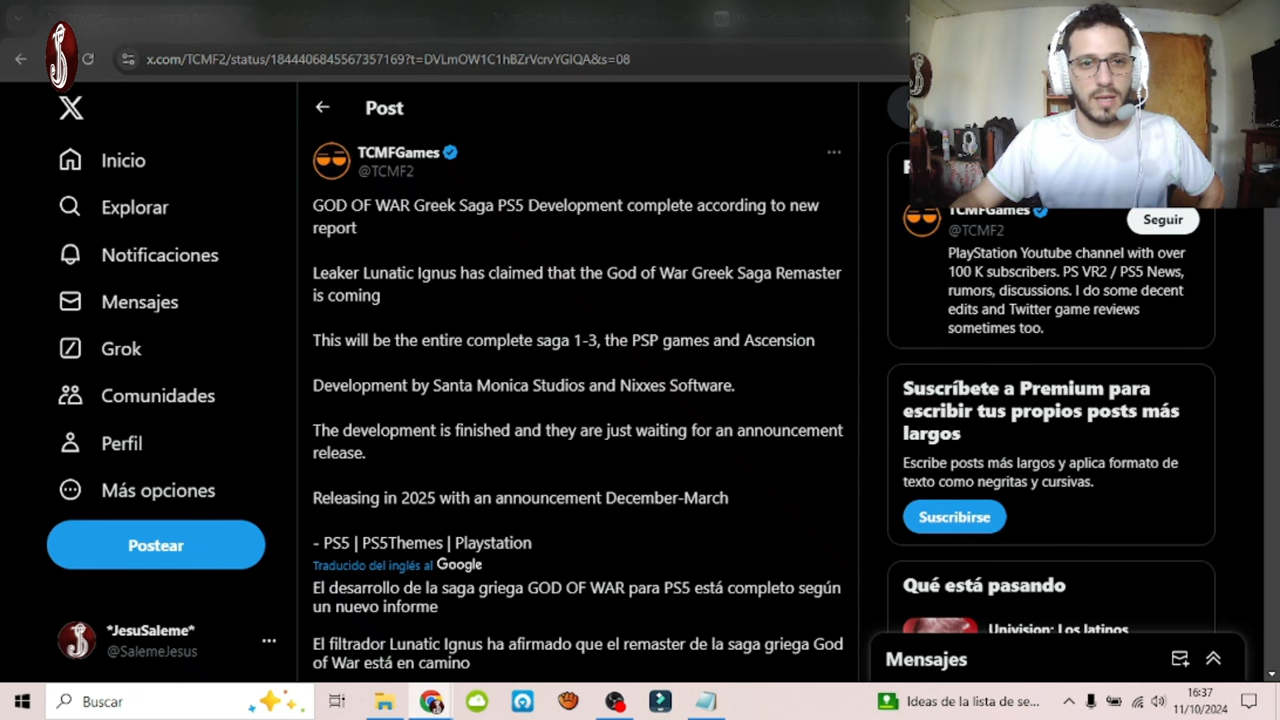 x.com/TCMF2/status/1844406845567357169?t=DVLmOW1C1hBZrVcrvYGlQA&s=08
Inicio
Explorar
Notificaciones
Mensajes
Grok
Comunidades
Perfil
Más opciones
Postear
*JesuSaleme*
@SalemeJesus
Post
TCMFGames
@TCMF2
GOD OF WAR Greek Saga PS5 Development complete according to new
report
Leaker Lunatic Ignus has claimed that the God of War Greek Saga Remaster
is coming
This will be the entire complete saga 1-3, the PSP games and Ascension
Development by Santa Monica Studios and Nixxes Software.
The development is finished and they are just waiting for an announcement
release.
Releasing in 2025 with an announcement December-March
- PS5 | PS5Themes | Playstation
Traducido del inglés al Google
El desarrollo de la saga griega GOD OF WAR para PS5 está completo según
un nuevo informe
El filtrador Lunatic Ignus ha afirmado que el remaster de la saga griega God
of War está en camino
TCMFGames
@TCMF2
Seguir
PlayStation Youtube channel with over
100 K subscribers. PS VR2 / PS5 News,
rumors, discussions. I do some decent
edits and Twitter game reviews
sometimes too.
Suscríbete a Premium para
escribir tus propios posts más
largos
Escribe posts más largos y aplica formato de
texto como negritas y cursivas.
Suscribirse
Qué está pasando
Univision: Los latinos
Mensajes
Buscar
Ideas de la lista de se...
16:37
11/10/2024